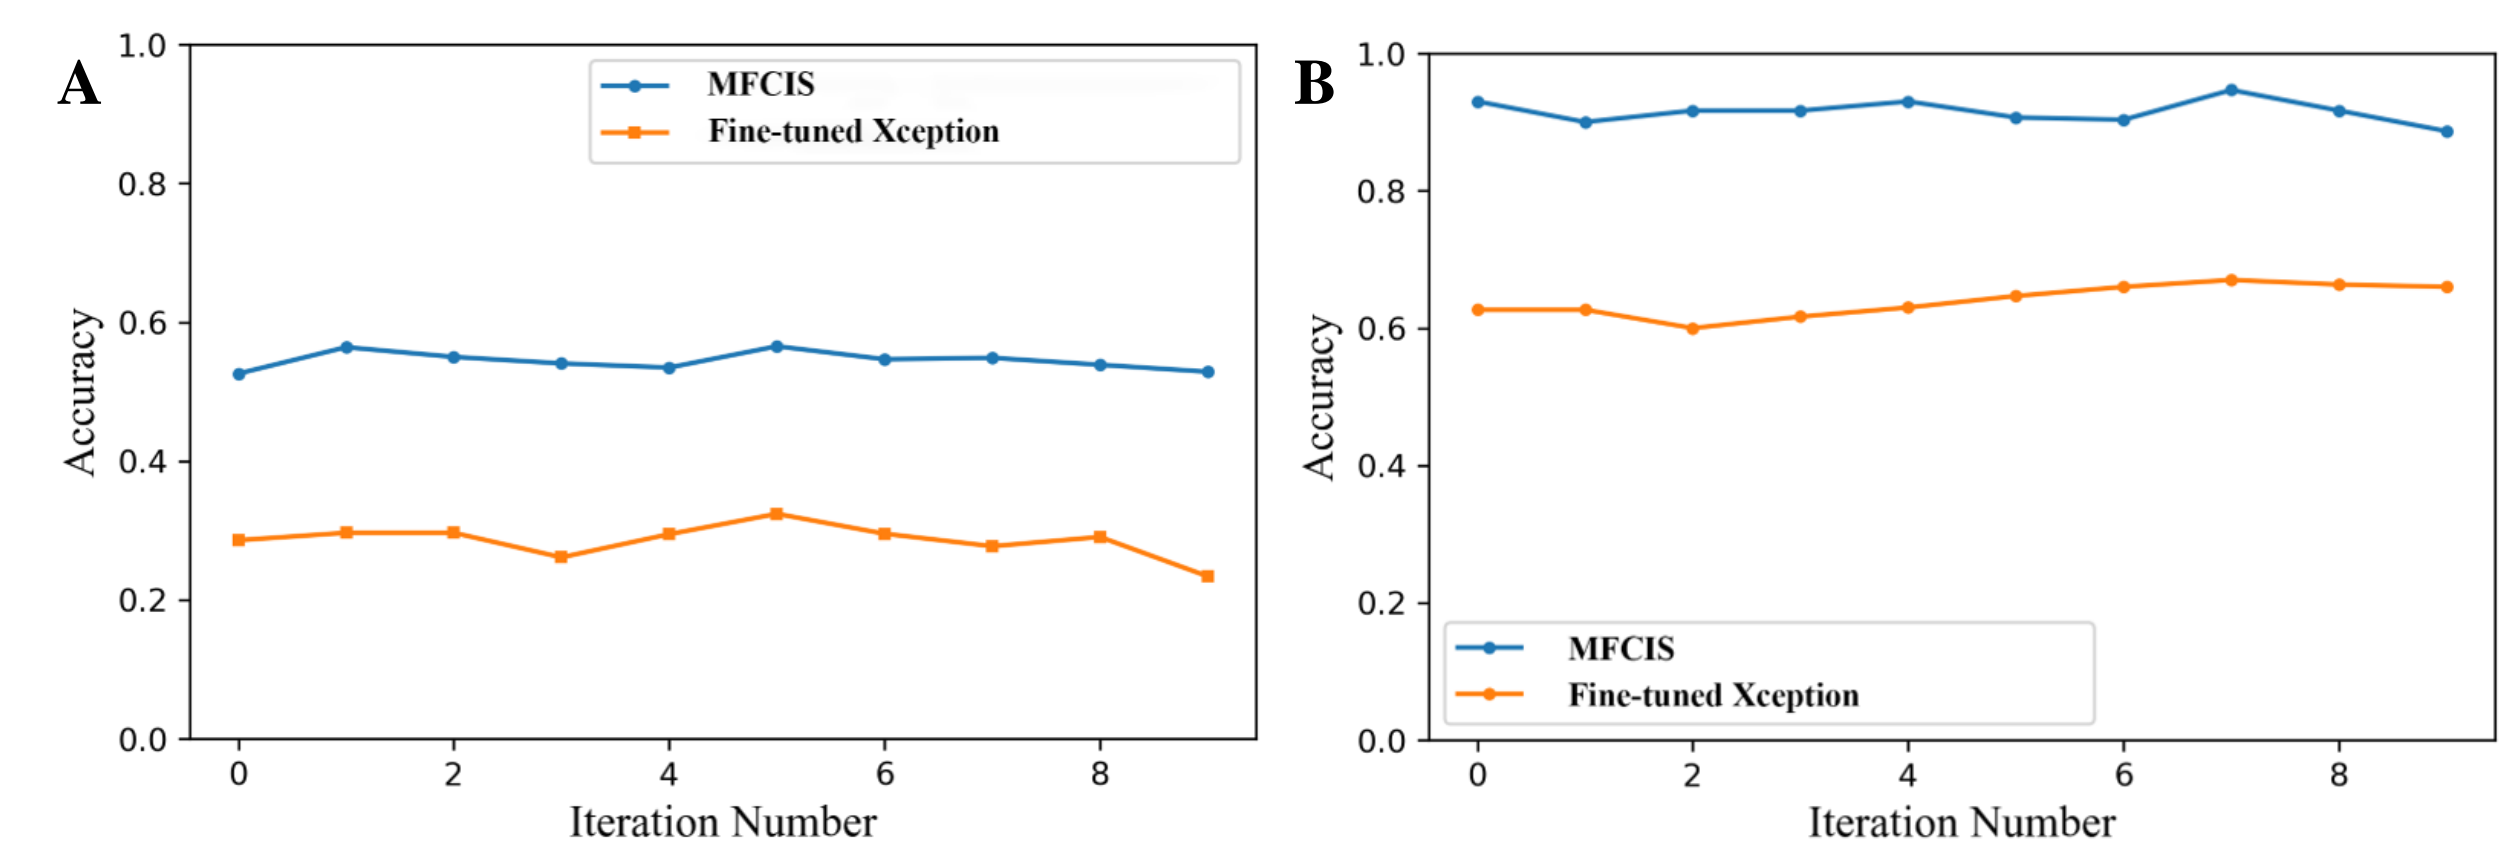 A
1.0
0.8
0.6
0.4
0.2
0.0
Accuracy
MFCIS
Fine-tuned Xception
0 2 4 6 8
Iteration Number
B
1.0
0.8
0.6
0.4
0.2
0.0
Accuracy
MFCIS
Fine-tuned Xception
0 2 4 6 8
Iteration Number